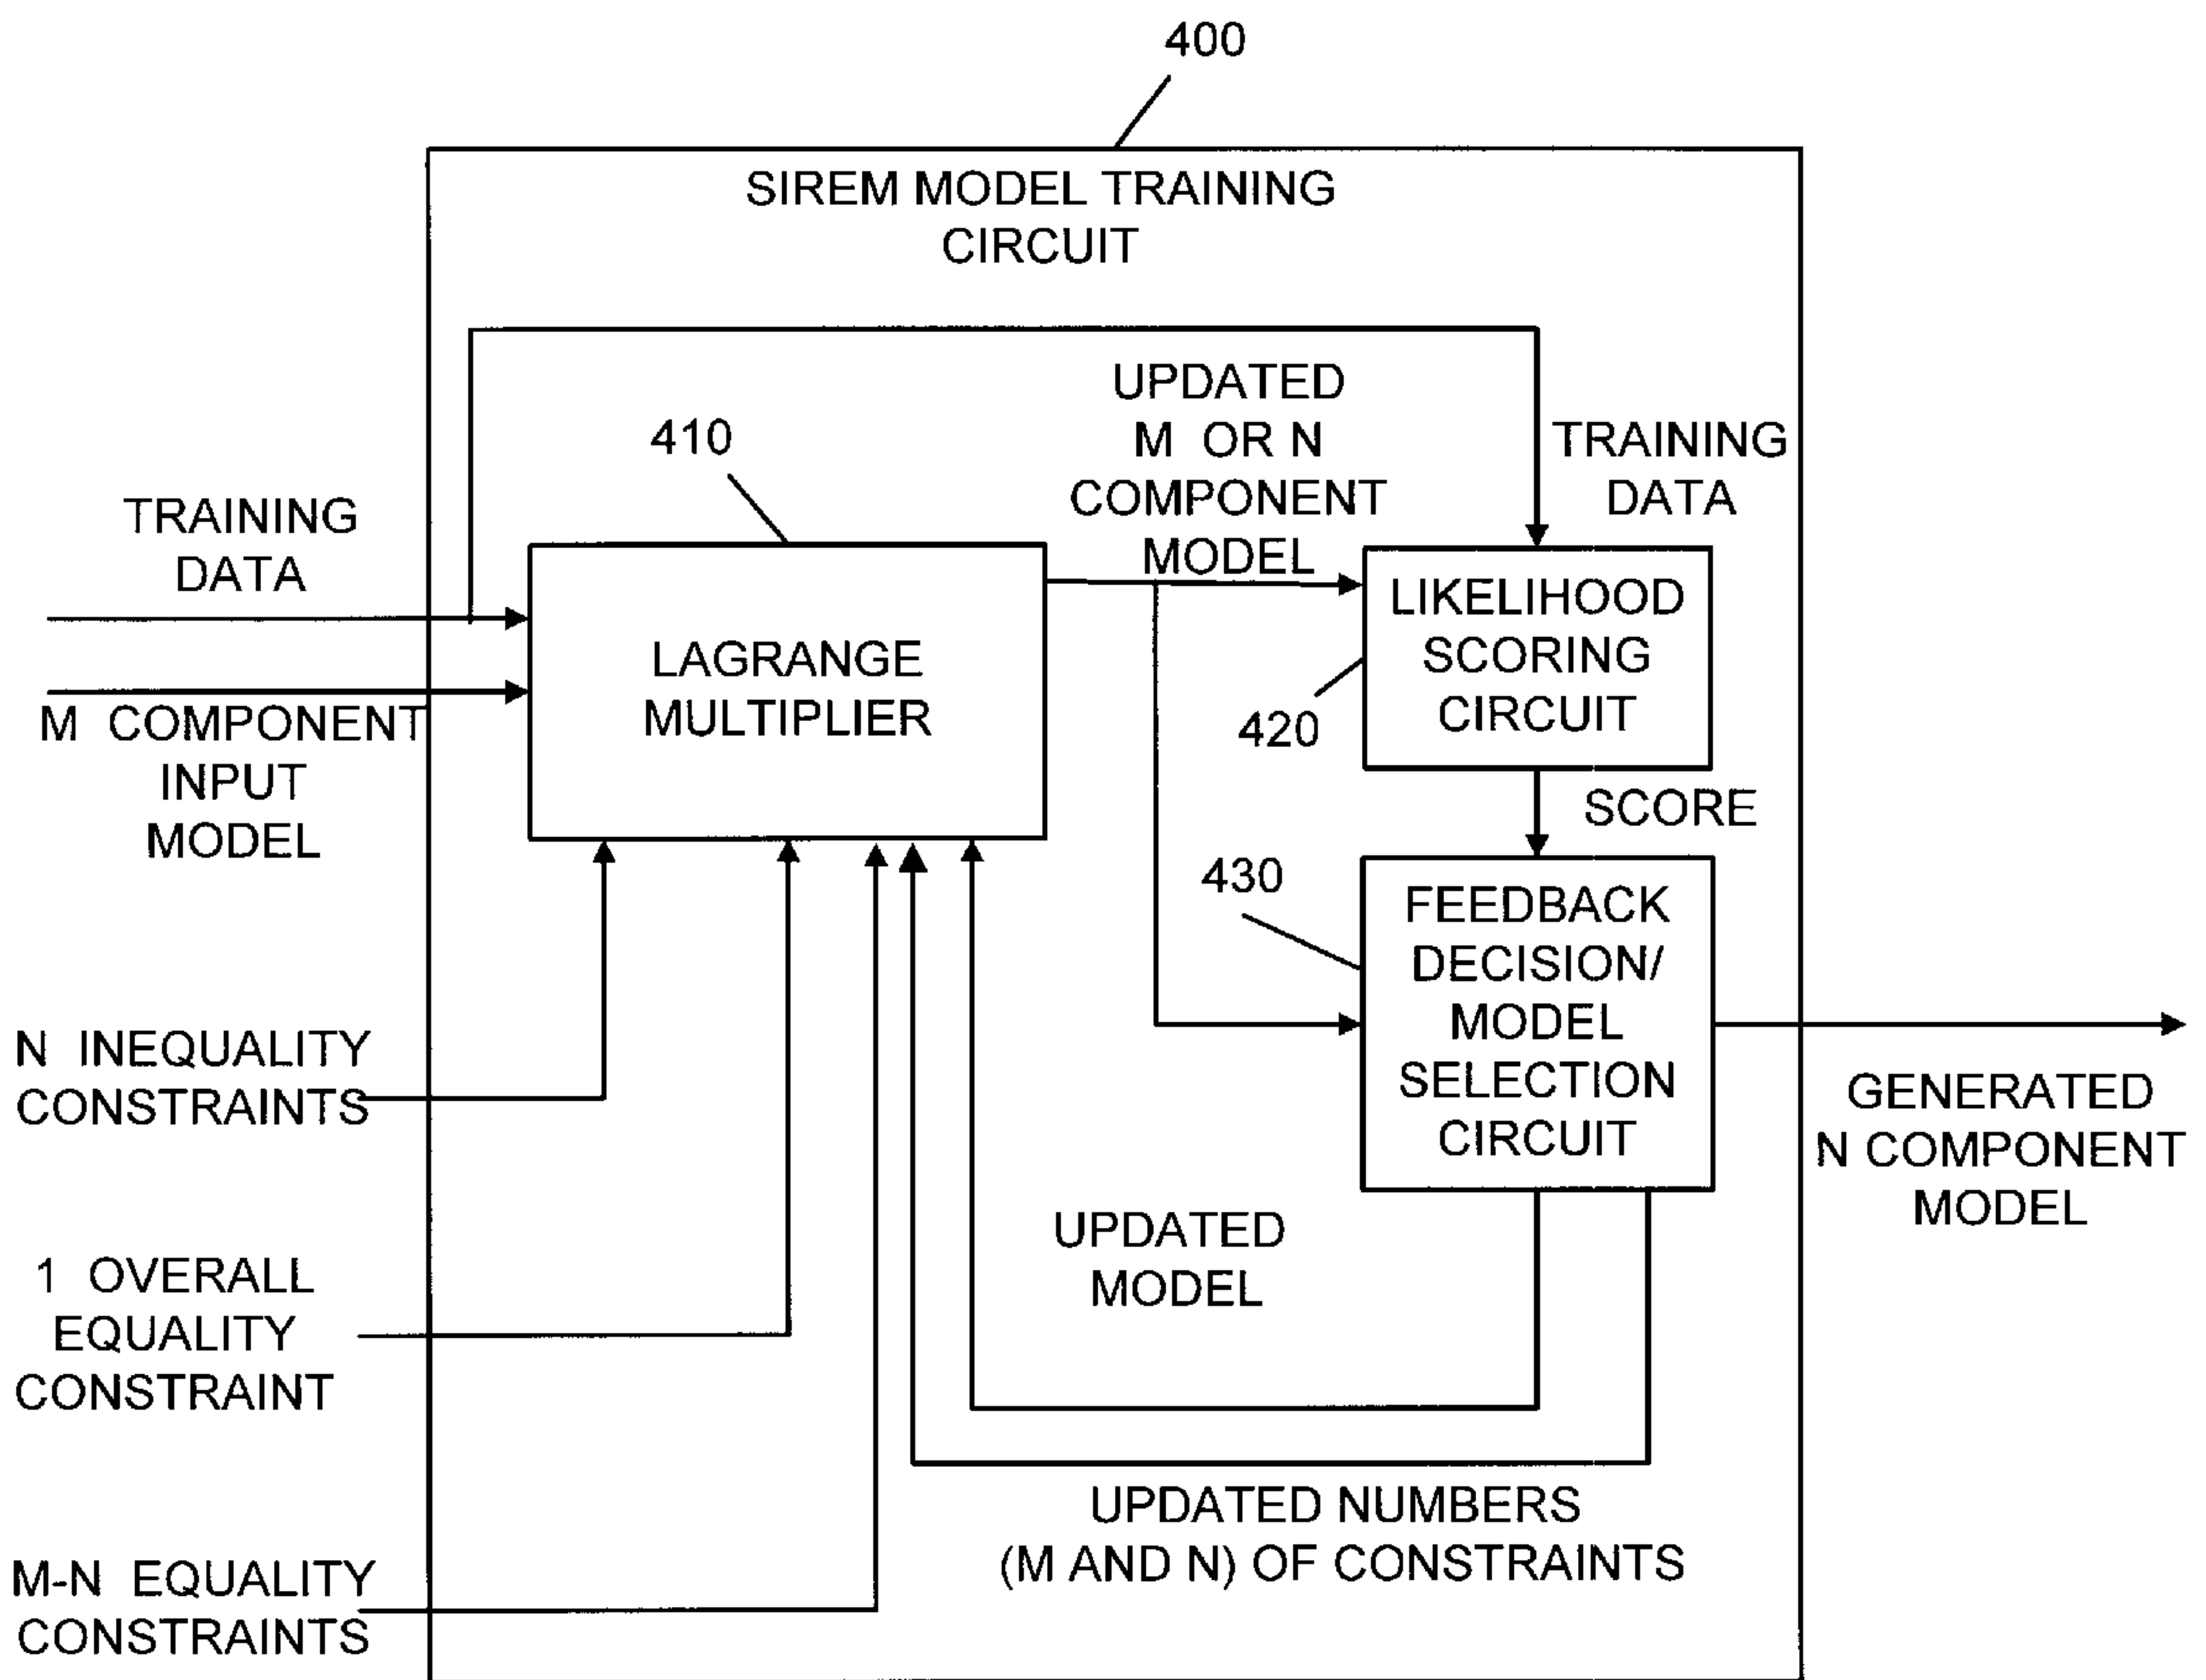 400
SIREM MODEL TRAINING
CIRCUIT
UPDATED
M OR N
COMPONENT
MODEL
TRAINING
DATA
410
TRAINING
DATA
LAGRANGE
MULTIPLIER
LIKELIHOOD
SCORING
CIRCUIT
420
M COMPONENT
INPUT
MODEL
SCORE
430
FEEDBACK
DECISION/
MODEL
SELECTION
CIRCUIT
N INEQUALITY
CONSTRAINTS
GENERATED
N COMPONENT
MODEL
1 OVERALL
EQUALITY
CONSTRAINT
UPDATED
MODEL
UPDATED NUMBERS
(M AND N) OF CONSTRAINTS
M-N EQUALITY
CONSTRAINTS